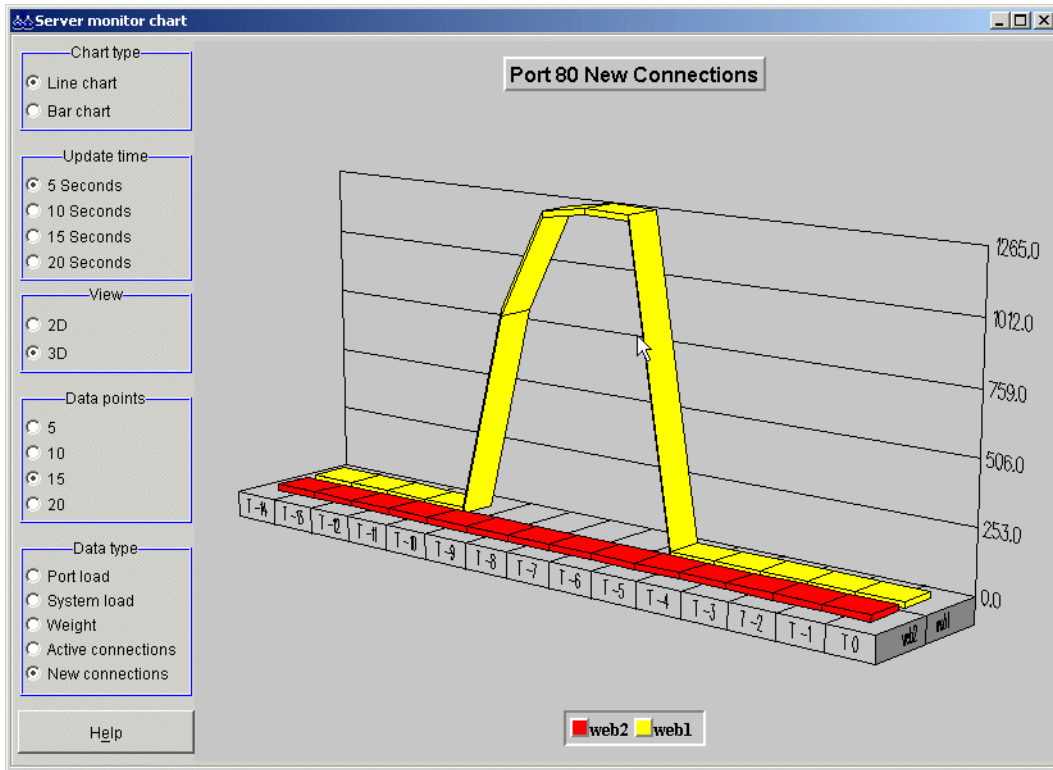 Server monitor chart
Chart type
Line chart
Bar chart
Update time
5 Seconds
10 Seconds
15 Seconds
20 Seconds
View
2D
3D
Data points
5
10
15
20
Data type
Port load
System load
Weight
Active connections
New connections
Help
Port 80 New Connections
1265.0
1012.0
759.0
506.0
253.0
0.0
T -14
T -13
T -12
T -11
T -10
T -9
T -8
T -7
T -6
T -5
T -4
T -3
T -2
T -1
T 0
web2
web1
web2 web1